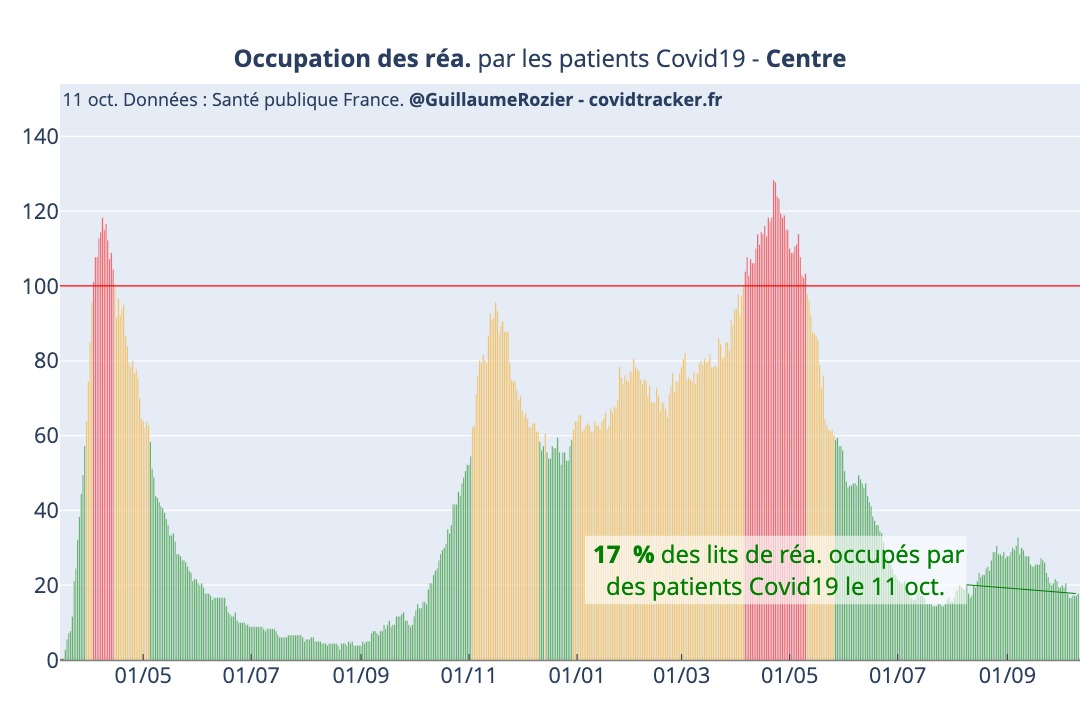 Occupation des réa. par les patients Covid19 - Centre
11 oct. Données : Santé publique France. @GuillaumeRozier - covidtracker.fr
140
120
100
80
60
40
20
0
17 % des lits de réa. occupés par
des patients Covid19 le 11 oct.
01/05 01/07 01/09 01/11 01/01 01/03 01/05 01/07 01/09